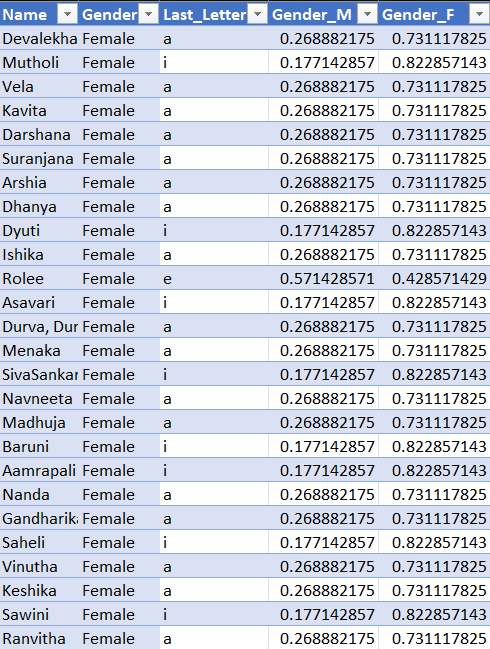 Name Gender Last_Letter Gender_M Gender_F
Devalekha Female a 0.268882175 0.731117825
Mutholi Female i 0.177142857 0.822857143
Vela Female a 0.268882175 0.731117825
Kavita Female a 0.268882175 0.731117825
Darshana Female a 0.268882175 0.731117825
Suranjana Female a 0.268882175 0.731117825
Arshia Female a 0.268882175 0.731117825
Dhanya Female a 0.268882175 0.731117825
Dyuti Female i 0.177142857 0.822857143
Ishika Female a 0.268882175 0.731117825
Rolee Female e 0.571428571 0.428571429
Asavari Female i 0.177142857 0.822857143
Durva, Dur Female a 0.268882175 0.731117825
Menaka Female a 0.268882175 0.731117825
SivaSankar Female i 0.177142857 0.822857143
Navneeta Female a 0.268882175 0.731117825
Madhuja Female a 0.268882175 0.731117825
Baruni Female i 0.177142857 0.822857143
Aamrapali Female i 0.177142857 0.822857143
Nanda Female a 0.268882175 0.731117825
Gandharika Female a 0.268882175 0.731117825
Saheli Female i 0.177142857 0.822857143
Vinutha Female a 0.268882175 0.731117825
Keshika Female a 0.268882175 0.731117825
Sawini Female i 0.177142857 0.822857143
Ranvitha Female a 0.268882175 0.731117825